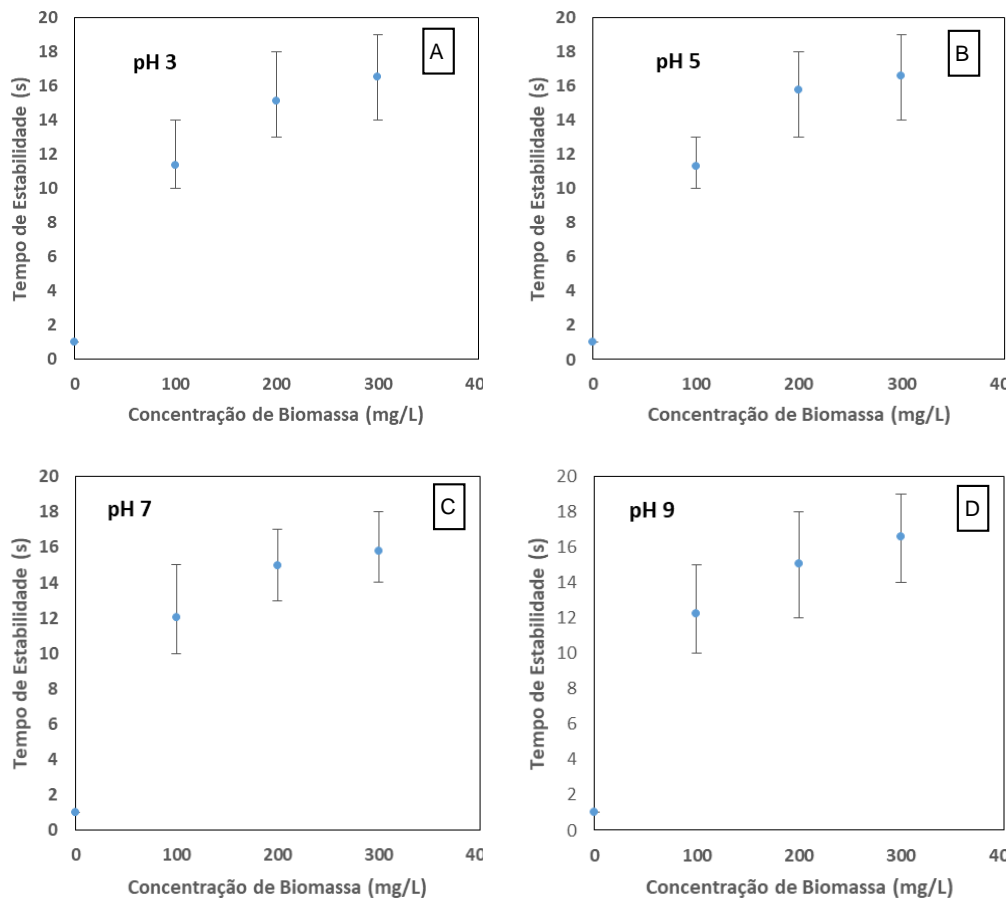 pH 3
A
Tempo de Estabilidade (s)
20
18
16
14
12
10
8
6
4
2
0
0 100 200 300 40
Concentração de Biomassa (mg/L)
pH 5
B
Tempo de Estabilidade (s)
20
18
16
14
12
10
8
6
4
2
0
0 100 200 300 40
Concentração de Biomassa (mg/L)
pH 7
C
Tempo de Estabilidade (s)
20
18
16
14
12
10
8
6
4
2
0
0 100 200 300 40
Concentração de Biomassa (mg/L)
pH 9
D
Tempo de Estabilidade (s)
20
18
16
14
12
10
8
6
4
2
0
0 100 200 300 40
Concentração de Biomassa (mg/L)